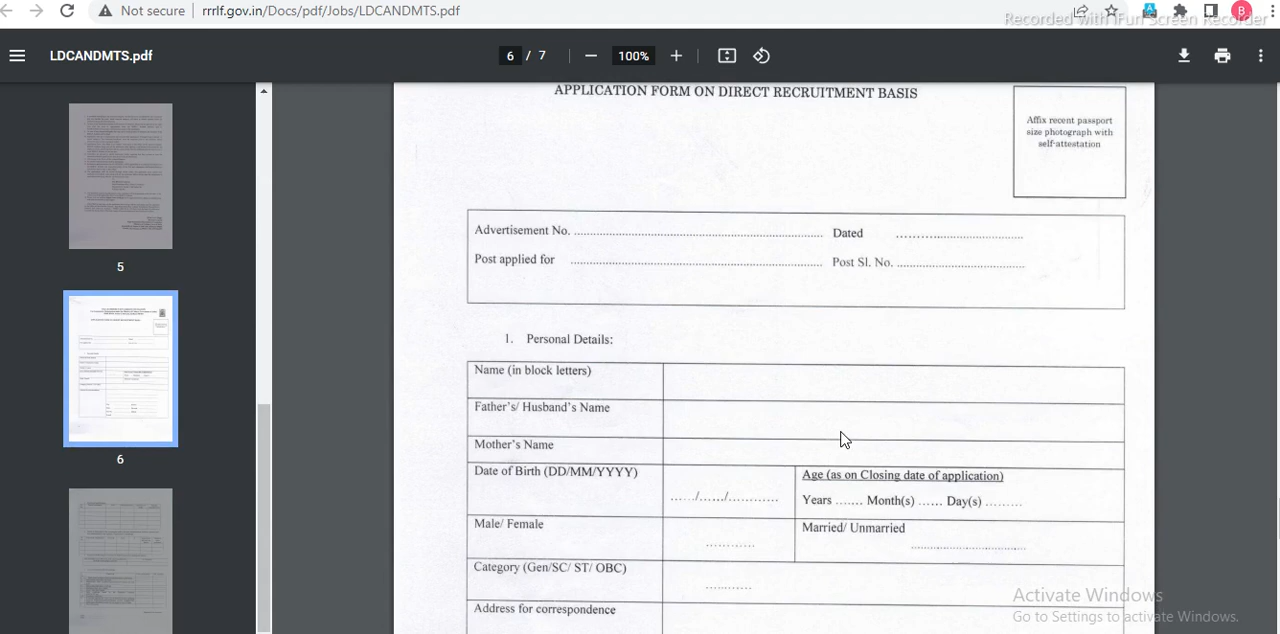 Not secure rrrlf.gov.in/Docs/pdf/Jobs/LDCANDMTS.pdf
B
Recorded with iFun Screen Recorder
LDCANDMTS.pdf
6 / 7
100%
5
6
APPLICATION FORM ON DIRECT RECRUITMENT BASIS
Affix recent passport
size photograph with
self-attestation
Advertisement No. ........ Dated ........
Post applied for ........ Post Sl. No. ........
1. Personal Details:
Name (in block letters)
Father's/ Husband's Name
Mother's Name
Date of Birth (DD/MM/YYYY) ....../....../............ Age (as on Closing date of application)
Years ....... Month(s) ...... Day(s) .........
Male/ Female ............ Married/ Unmarried ............
Category (Gen/SC/ ST/ OBC) ............
Address for correspondence
Activate Windows
Go to Settings to activate Windows.